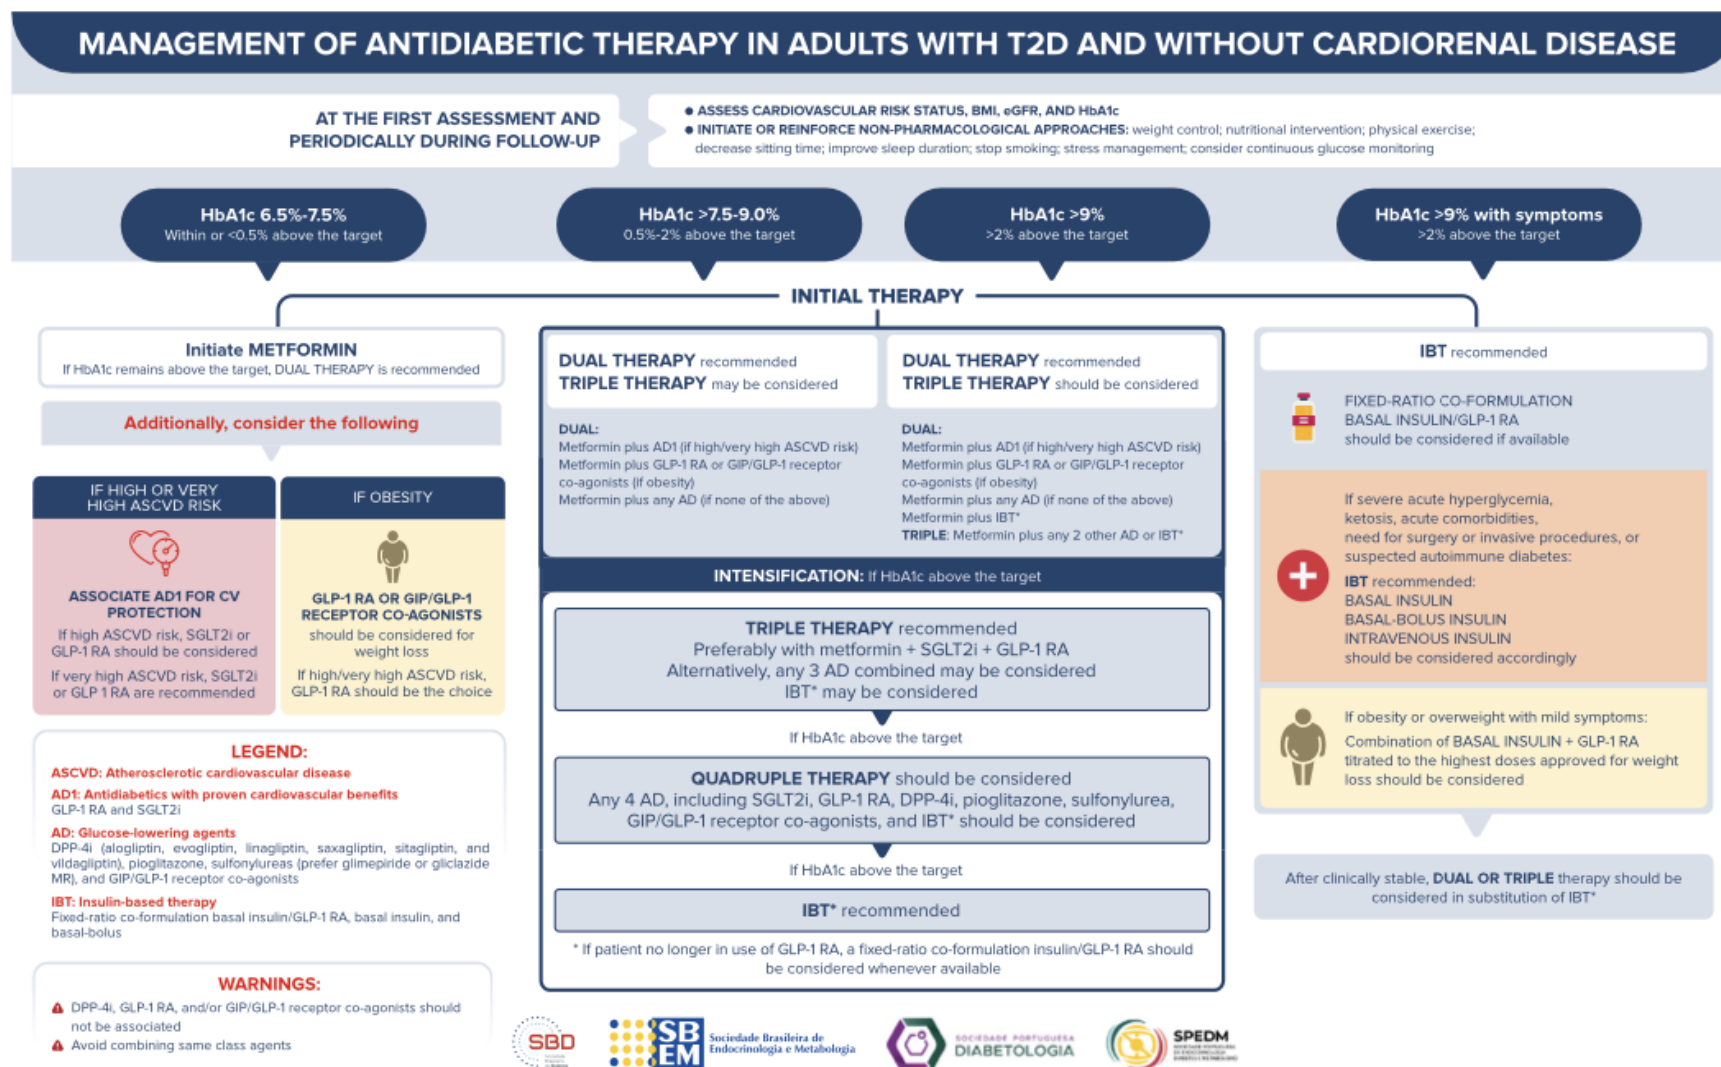 MANAGEMENT OF ANTIDIABETIC THERAPY IN ADULTS WITH T2D AND WITHOUT CARDIORENAL DISEASE
AT THE FIRST ASSESSMENT AND
PERIODICALLY DURING FOLLOW-UP
● ASSESS CARDIOVASCULAR RISK STATUS, BMI, eGFR, AND HbA1c
● INITIATE OR REINFORCE NON-PHARMACOLOGICAL APPROACHES: weight control; nutritional intervention; physical exercise;
decrease sitting time; improve sleep duration; stop smoking; stress management; consider continuous glucose monitoring
HbA1c 6.5%-7.5%
Within or <0.5% above the target
HbA1c >7.5-9.0%
0.5%-2% above the target
HbA1c >9%
>2% above the target
HbA1c >9% with symptoms
>2% above the target
INITIAL THERAPY
Initiate METFORMIN
If HbA1c remains above the target, DUAL THERAPY is recommended
Additionally, consider the following
IF HIGH OR VERY
HIGH ASCVD RISK
ASSOCIATE AD1 FOR CV
PROTECTION
If high ASCVD risk, SGLT2i or
GLP-1 RA should be considered
If very high ASCVD risk, SGLT2i
or GLP 1 RA are recommended
IF OBESITY
GLP-1 RA OR GIP/GLP-1
RECEPTOR CO-AGONISTS
should be considered for
weight loss
If high/very high ASCVD risk,
GLP-1 RA should be the choice
LEGEND:
ASCVD: Atherosclerotic cardiovascular disease
AD1: Antidiabetics with proven cardiovascular benefits
GLP-1 RA and SGLT2i
AD: Glucose-lowering agents
DPP-4i (alogliptin, evogliptin, linagliptin, saxagliptin, sitagliptin, and
vildagliptin), pioglitazone, sulfonylureas (prefer glimepiride or gliclazide
MR), and GIP/GLP-1 receptor co-agonists
IBT: Insulin-based therapy
Fixed-ratio co-formulation basal insulin/GLP-1 RA, basal insulin, and
basal-bolus
WARNINGS:
DPP-4i, GLP-1 RA, and/or GIP/GLP-1 receptor co-agonists should
not be associated
Avoid combining same class agents
DUAL THERAPY recommended
TRIPLE THERAPY may be considered
DUAL:
Metformin plus AD1 (if high/very high ASCVD risk)
Metformin plus GLP-1 RA or GIP/GLP-1 receptor
co-agonists (if obesity)
Metformin plus any AD (if none of the above)
DUAL THERAPY recommended
TRIPLE THERAPY should be considered
DUAL:
Metformin plus AD1 (if high/very high ASCVD risk)
Metformin plus GLP-1 RA or GIP/GLP-1 receptor
co-agonists (if obesity)
Metformin plus any AD (if none of the above)
Metformin plus IBT*
TRIPLE: Metformin plus any 2 other AD or IBT*
INTENSIFICATION: If HbA1c above the target
TRIPLE THERAPY recommended
Preferably with metformin + SGLT2i + GLP-1 RA
Alternatively, any 3 AD combined may be considered
IBT* may be considered
If HbA1c above the target
QUADRUPLE THERAPY should be considered
Any 4 AD, including SGLT2i, GLP-1 RA, DPP-4i, pioglitazone, sulfonylurea,
GIP/GLP-1 receptor co-agonists, and IBT* should be considered
If HbA1c above the target
IBT* recommended
* If patient no longer in use of GLP-1 RA, a fixed-ratio co-formulation insulin/GLP-1 RA should
be considered whenever available
IBT recommended
FIXED-RATIO CO-FORMULATION
BASAL INSULIN/GLP-1 RA
should be considered if available
If severe acute hyperglycemia,
ketosis, acute comorbidities,
need for surgery or invasive procedures, or
suspected autoimmune diabetes:
IBT recommended:
BASAL INSULIN
BASAL-BOLUS INSULIN
INTRAVENOUS INSULIN
should be considered accordingly
If obesity or overweight with mild symptoms:
Combination of BASAL INSULIN + GLP-1 RA
titrated to the highest doses approved for weight
loss should be considered
After clinically stable, DUAL OR TRIPLE therapy should be
considered in substitution of IBT*
SBD
SB
EM
Sociedade Brasileira de
Endocrinologia e Metabologia
SOCIEDADE PORTUGUESA
DIABETOLOGIA
SPEDM